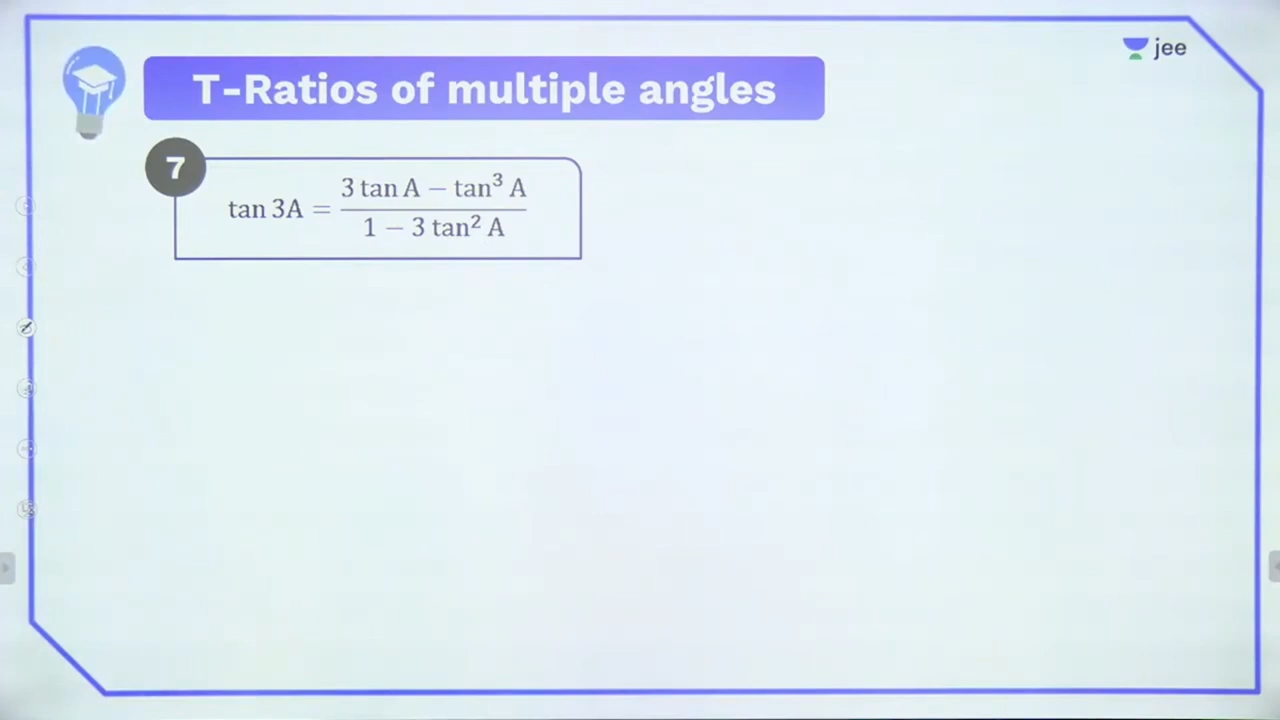 jee
T-Ratios of multiple angles
7
tan 3A = (3 tan A − tan³ A) / (1 − 3 tan² A)